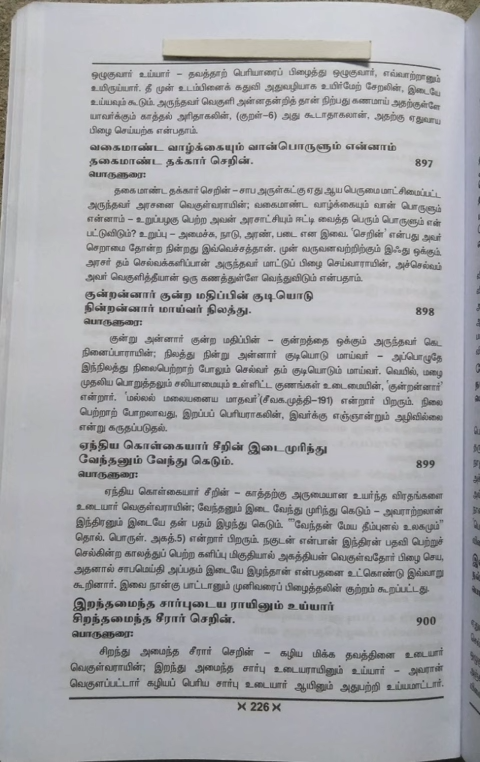 ஒழுகுவார் உய்யார் – தவத்தாற் பெரியாரைப் பிழைத்து ஒழுகுவார், எவ்வாற்றானும்
உயிருய்யார். தீ முன் உடம்பினைக் கதுவி அதுவழியாக உயிர்மேற் சேறலின், இடையே
உய்யவும் கூடும். அருந்தவர் வெகுளி அன்னதன்றித் தான் நிற்பது கணமாய் அதற்குள்ளே
யார்க்கும் காத்தல் அரிதாகலின், (குறள்–6) அது கூடாதாகலான், அதற்கு ஏதுவாய
பிழை செய்யற்க என்பதாம்.
வகைமாண்ட வாழ்க்கையும் வான்பொருளும் என்னாம்
தகைமாண்ட தக்கார் செறின். 897
பொருளுரை:
தகை மாண்ட தக்கார் செறின் – சாப அருள்கட்கு ஏது ஆய பெருமை மாட்சிமைப்பட்ட
அருந்தவர் அரசனை வெகுள்வராயின்; வகைமாண்ட வாழ்க்கையும் வான் பொருளும்
என்னாம் – உறுப்பழகு பெற்ற அவன் அரசாட்சியும் ஈட்டி வைத்த பெரும் பொருளும் என்
பட்டுவிடும்? உறுப்பு – அமைச்சு, நாடு, அரண், படை என இவை. 'செறின்' என்பது அவர்
செறாமை தோன்ற நின்றது இவ்வெச்சத்தான். முன் வருவனவற்றிற்கும் இஃது ஒக்கும்.
அரசர் தம் செல்வக்களிப்பான் அருந்தவர் மாட்டுப் பிழை செய்வாராயின், அச்செல்வம்
அவர் வெகுளித்தீயான் ஒரு கணத்துள்ளே வெந்துவிடும் என்பதாம்.
குன்றன்னார் குன்ற மதிப்பின் குடியொடு
நின்றன்னார் மாய்வர் நிலத்து. 898
பொருளுரை:
குன்று அன்னார் குன்ற மதிப்பின் – குன்றத்தை ஒக்கும் அருந்தவர் கெட
நினைப்பாராயின்; நிலத்து நின்று அன்னார் குடியொடு மாய்வர் – அப்பொழுதே
இந்நிலத்து நிலைபெற்றாற் போலும் செல்வர் தம் குடியொடும் மாய்வர். வெயில், மழை
முதலிய பொறுத்தலும் சலியாமையும் உள்ளிட்ட குணங்கள் உடைமையின், 'குன்றன்னார்'
என்றார். 'மல்லல் மலையனைய மாதவர்'(சீவக.முத்தி–191) என்றார் பிறரும். நிலை
பெற்றாற் போறலாவது, இறப்பப் பெரியராகலின், இவர்க்கு எஞ்ஞான்றும் அழிவில்லை
என்று கருதப்படுதல்.
ஏந்திய கொள்கையார் சீறின் இடைமுரிந்து
வேந்தனும் வேந்து கெடும். 899
பொருளுரை:
ஏந்திய கொள்கையார் சீறின் – காத்தற்கு அருமையான உயர்ந்த விரதங்களை
உடையார் வெகுள்வராயின்; வேந்தனும் இடை வேந்து முரிந்து கெடும் – அவராற்றலான்
இந்திரனும் இடையே தன் பதம் இழந்து கெடும். "'வேந்தன் மேய தீம்புனல் உலகமும்"
தொல். பொருள். அகத்.5) என்றார் பிறரும். நகுடன் என்பான் இந்திரன் பதவி பெற்றுச்
செல்கின்ற காலத்துப் பெற்ற களிப்பு மிகுதியால் அகத்தியன் வெகுள்வதோர் பிழை செய,
அதனால் சாபமெய்தி அப்பதம் இடையே இழந்தான் என்பதனை உட்கொண்டு இவ்வாறு
கூறினார். இவை நான்கு பாட்டானும் முனிவரைப் பிழைத்தலின் குற்றம் கூறப்பட்டது.
இறந்தமைந்த சார்புடைய ராயினும் உய்யார்
சிறந்தமைந்த சீரார் செறின். 900
பொருளுரை:
சிறந்து அமைந்த சீரார் செறின் – கழிய மிக்க தவத்தினை உடையார்
வெகுள்வராயின்; இறந்து அமைந்த சார்பு உடையராயினும் உய்யார் – அவரான்
வெகுளப்பட்டார் கழியப் பெரிய சார்பு உடையார் ஆயினும் அதுபற்றி உய்யமாட்டார்.
226